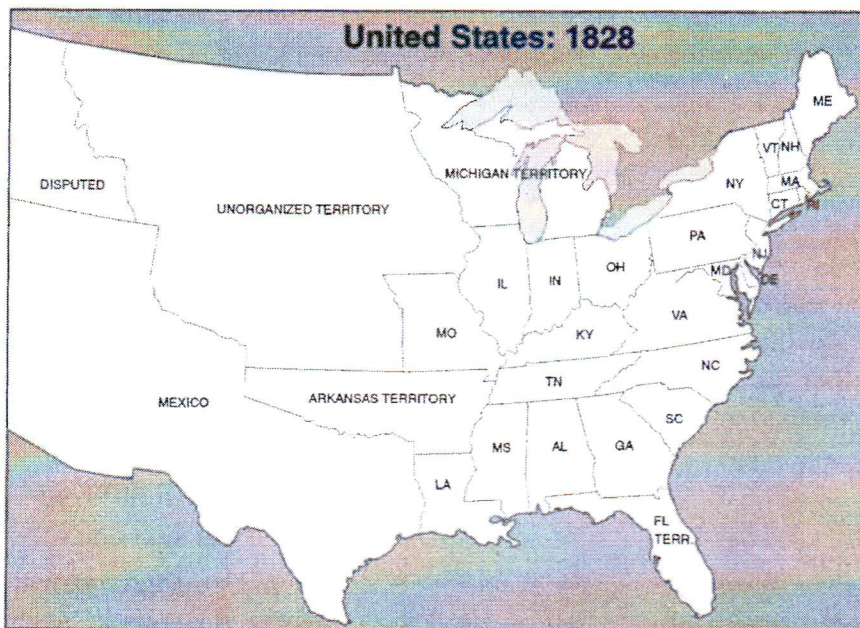 United States: 1828
ME
VT NH
MICHIGAN TERRITORY
NY
MA
DISPUTED
CT
RI
UNORGANIZED TERRITORY
PA
NJ
MD
DE
IL
IN
OH
VA
MO
KY
NC
TN
MEXICO
ARKANSAS TERRITORY
SC
MS
AL
GA
LA
FL
TERR.